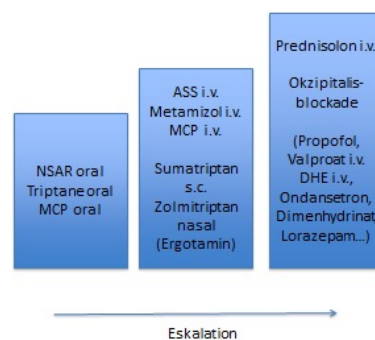 NSAR oral
Triptane oral
MCP oral
ASS i.v.
Metamizol i.v.
MCP i.v.
Sumatriptan
s.c.
Zolmitriptan
nasal
(Ergotamin)
Prednisolon i.v.
Okzipitalis-
blockade
(Propofol,
Valproat i.v.
DHE i.v.,
Ondansetron,
Dimenhydrinat
Lorazepam...)
Eskalation